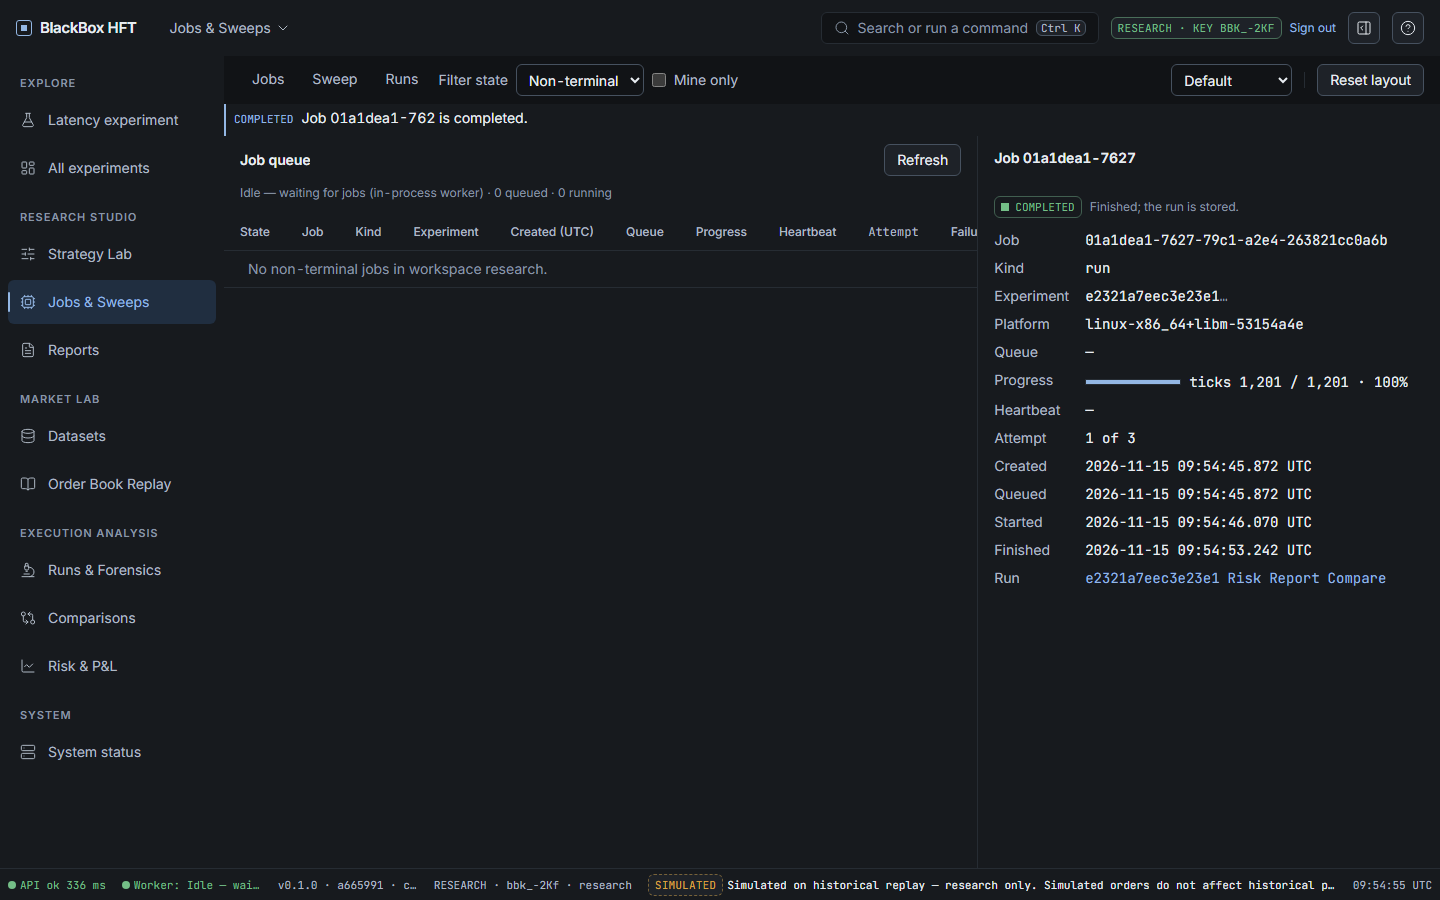 BlackBox HFT
Jobs & Sweeps
Search or run a command Ctrl K
RESEARCH · KEY BBK_-2KF
Sign out
EXPLORE
Latency experiment
All experiments
RESEARCH STUDIO
Strategy Lab
Jobs & Sweeps
Reports
MARKET LAB
Datasets
Order Book Replay
EXECUTION ANALYSIS
Runs & Forensics
Comparisons
Risk & P&L
SYSTEM
System status
Jobs Sweep Runs Filter state Non-terminal Mine only
Default Reset layout
COMPLETED Job 01a1dea1-762 is completed.
Job queue
Refresh
Idle — waiting for jobs (in-process worker) · 0 queued · 0 running
State Job Kind Experiment Created (UTC) Queue Progress Heartbeat Attempt Failu
No non-terminal jobs in workspace research.
Job 01a1dea1-7627
COMPLETED Finished; the run is stored.
Job 01a1dea1-7627-79c1-a2e4-263821cc0a6b
Kind run
Experiment e2321a7eec3e23e1…
Platform linux-x86_64+libm-53154a4e
Queue —
Progress ticks 1,201 / 1,201 · 100%
Heartbeat —
Attempt 1 of 3
Created 2026-11-15 09:54:45.872 UTC
Queued 2026-11-15 09:54:45.872 UTC
Started 2026-11-15 09:54:46.070 UTC
Finished 2026-11-15 09:54:53.242 UTC
Run e2321a7eec3e23e1 Risk Report Compare
API ok 336 ms Worker: Idle — wai… v0.1.0 · a665991 · c… RESEARCH · bbk_-2Kf · research SIMULATED Simulated on historical replay — research only. Simulated orders do not affect historical p… 09:54:55 UTC